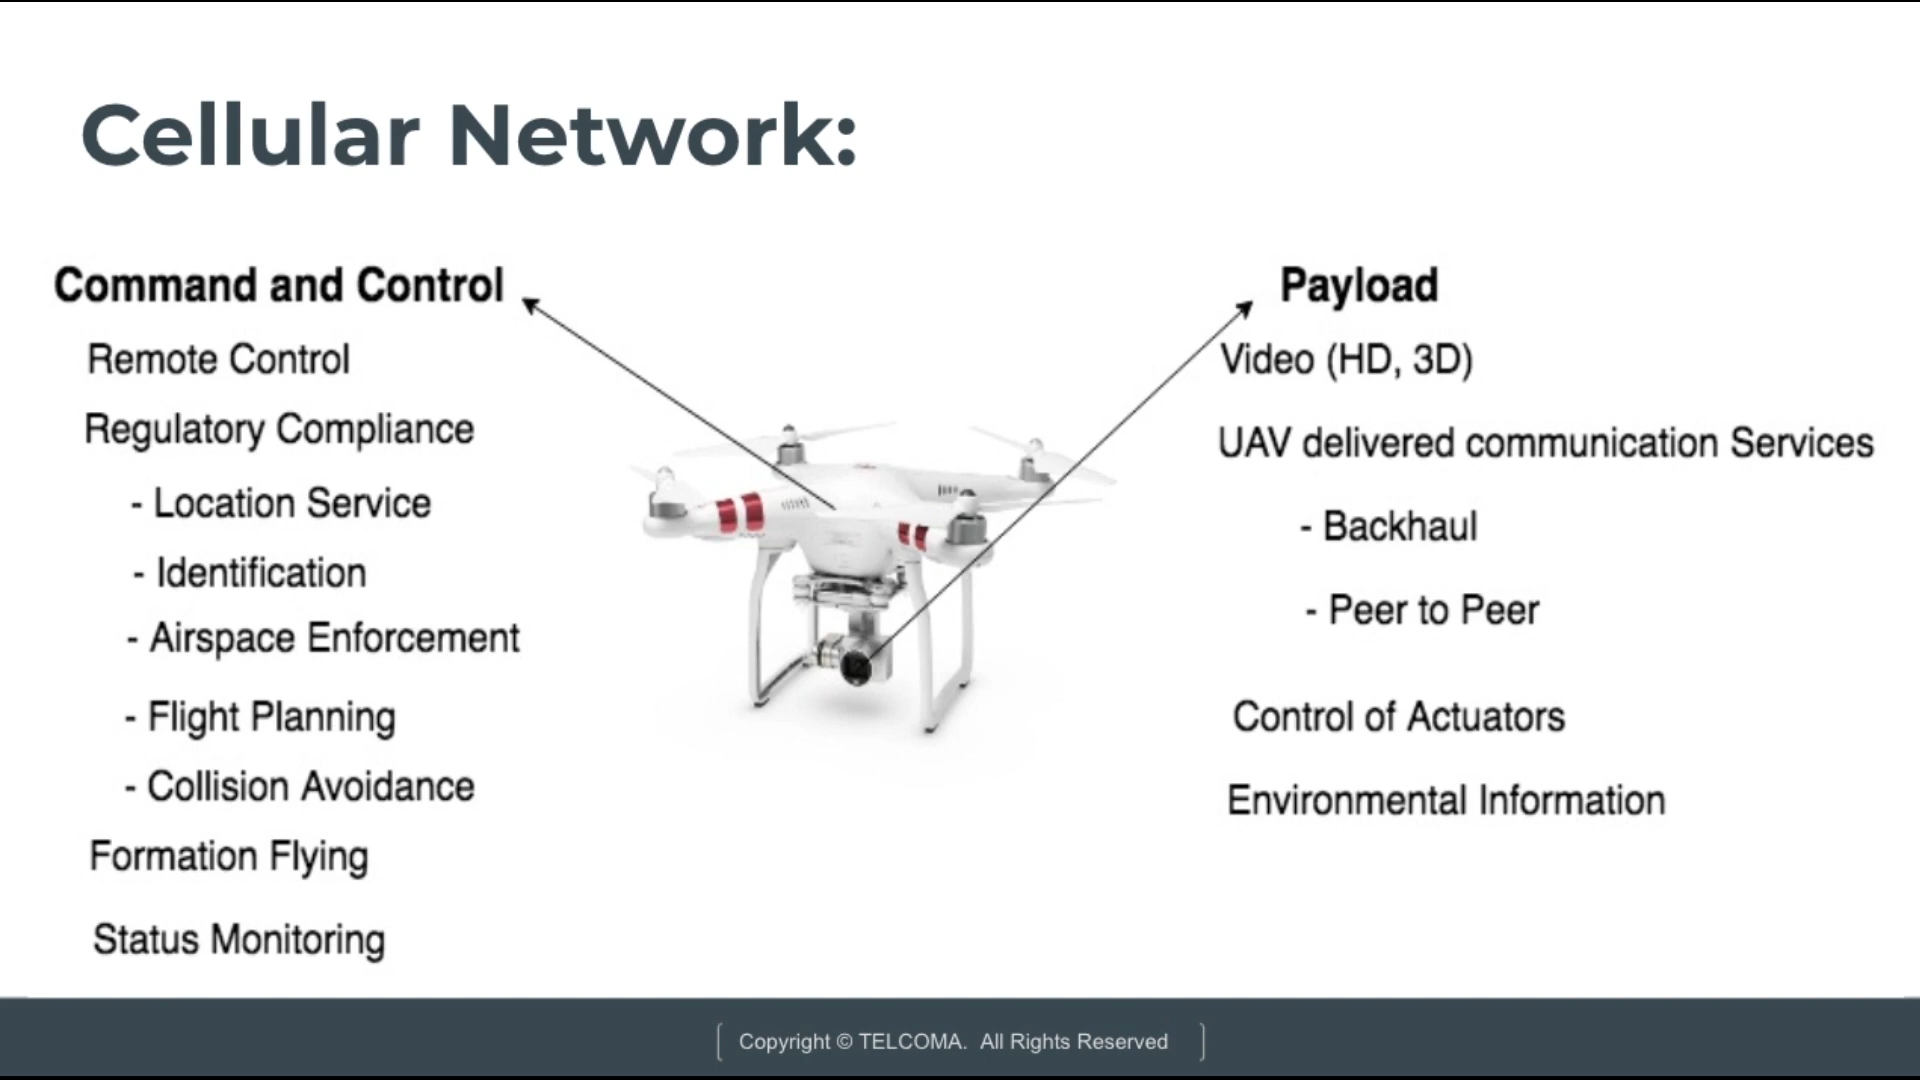 Cellular Network:
Command and Control
Remote Control
Regulatory Compliance
- Location Service
- Identification
- Airspace Enforcement
- Flight Planning
- Collision Avoidance
Formation Flying
Status Monitoring
Payload
Video (HD, 3D)
UAV delivered communication Services
- Backhaul
- Peer to Peer
Control of Actuators
Environmental Information
Copyright © TELCOMA. All Rights Reserved